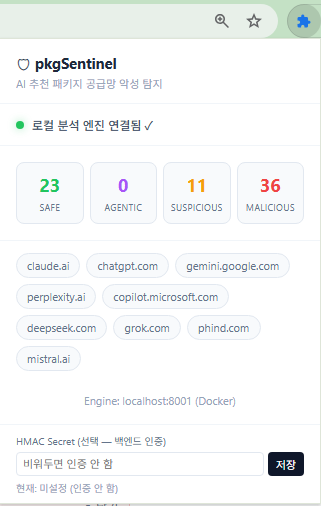 pkgSentinel
AI 추천 패키지 공급망 악성 탐지
로컬 분석 엔진 연결됨 ✓
23 0 11 36
SAFE AGENTIC SUSPICIOUS MALICIOUS
claude.ai chatgpt.com gemini.google.com
perplexity.ai copilot.microsoft.com
deepseek.com grok.com phind.com
mistral.ai
Engine: localhost:8001 (Docker)
HMAC Secret (선택 — 백엔드 인증)
비워두면 인증 안 함 저장
현재: 미설정 (인증 안 함)